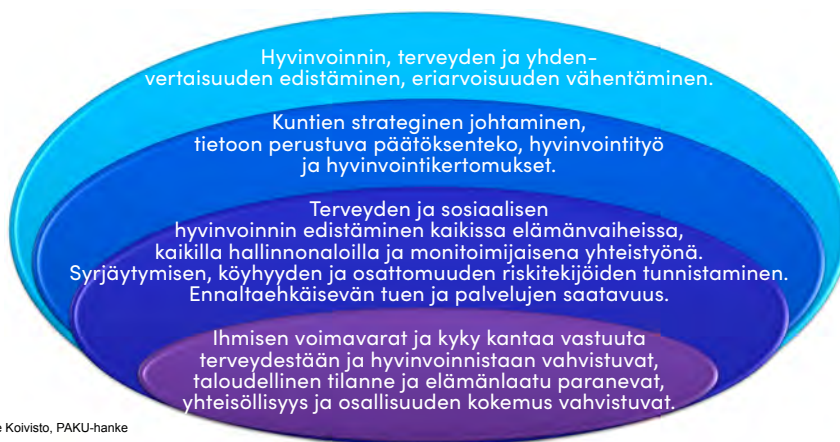 Hyvinvoinnin, terveyden ja yhden-
vertaisuuden edistäminen, eriarvoisuuden vähentäminen.
Kuntien strateginen johtaminen,
tietoon perustuva päätöksenteko, hyvinvointityö
ja hyvinvointikertomukset.
Terveyden ja sosiaalisen
hyvinvoinnin edistäminen kaikissa elämänvaiheissa,
kaikilla hallinnonaloilla ja monitoimijaisena yhteistyönä.
Syrjäytymisen, köyhyyden ja osattomuuden riskitekijöiden tunnistaminen.
Ennaltaehkäisevän tuen ja palvelujen saatavuus.
Ihmisen voimavarat ja kyky kantaa vastuuta
terveydestään ja hyvinvoinnistaan vahvistuvat,
taloudellinen tilanne ja elämänlaatu paranevat,
yhteisöllisyys ja osallisuuden kokemus vahvistuvat.
Koivisto, PAKU-hanke